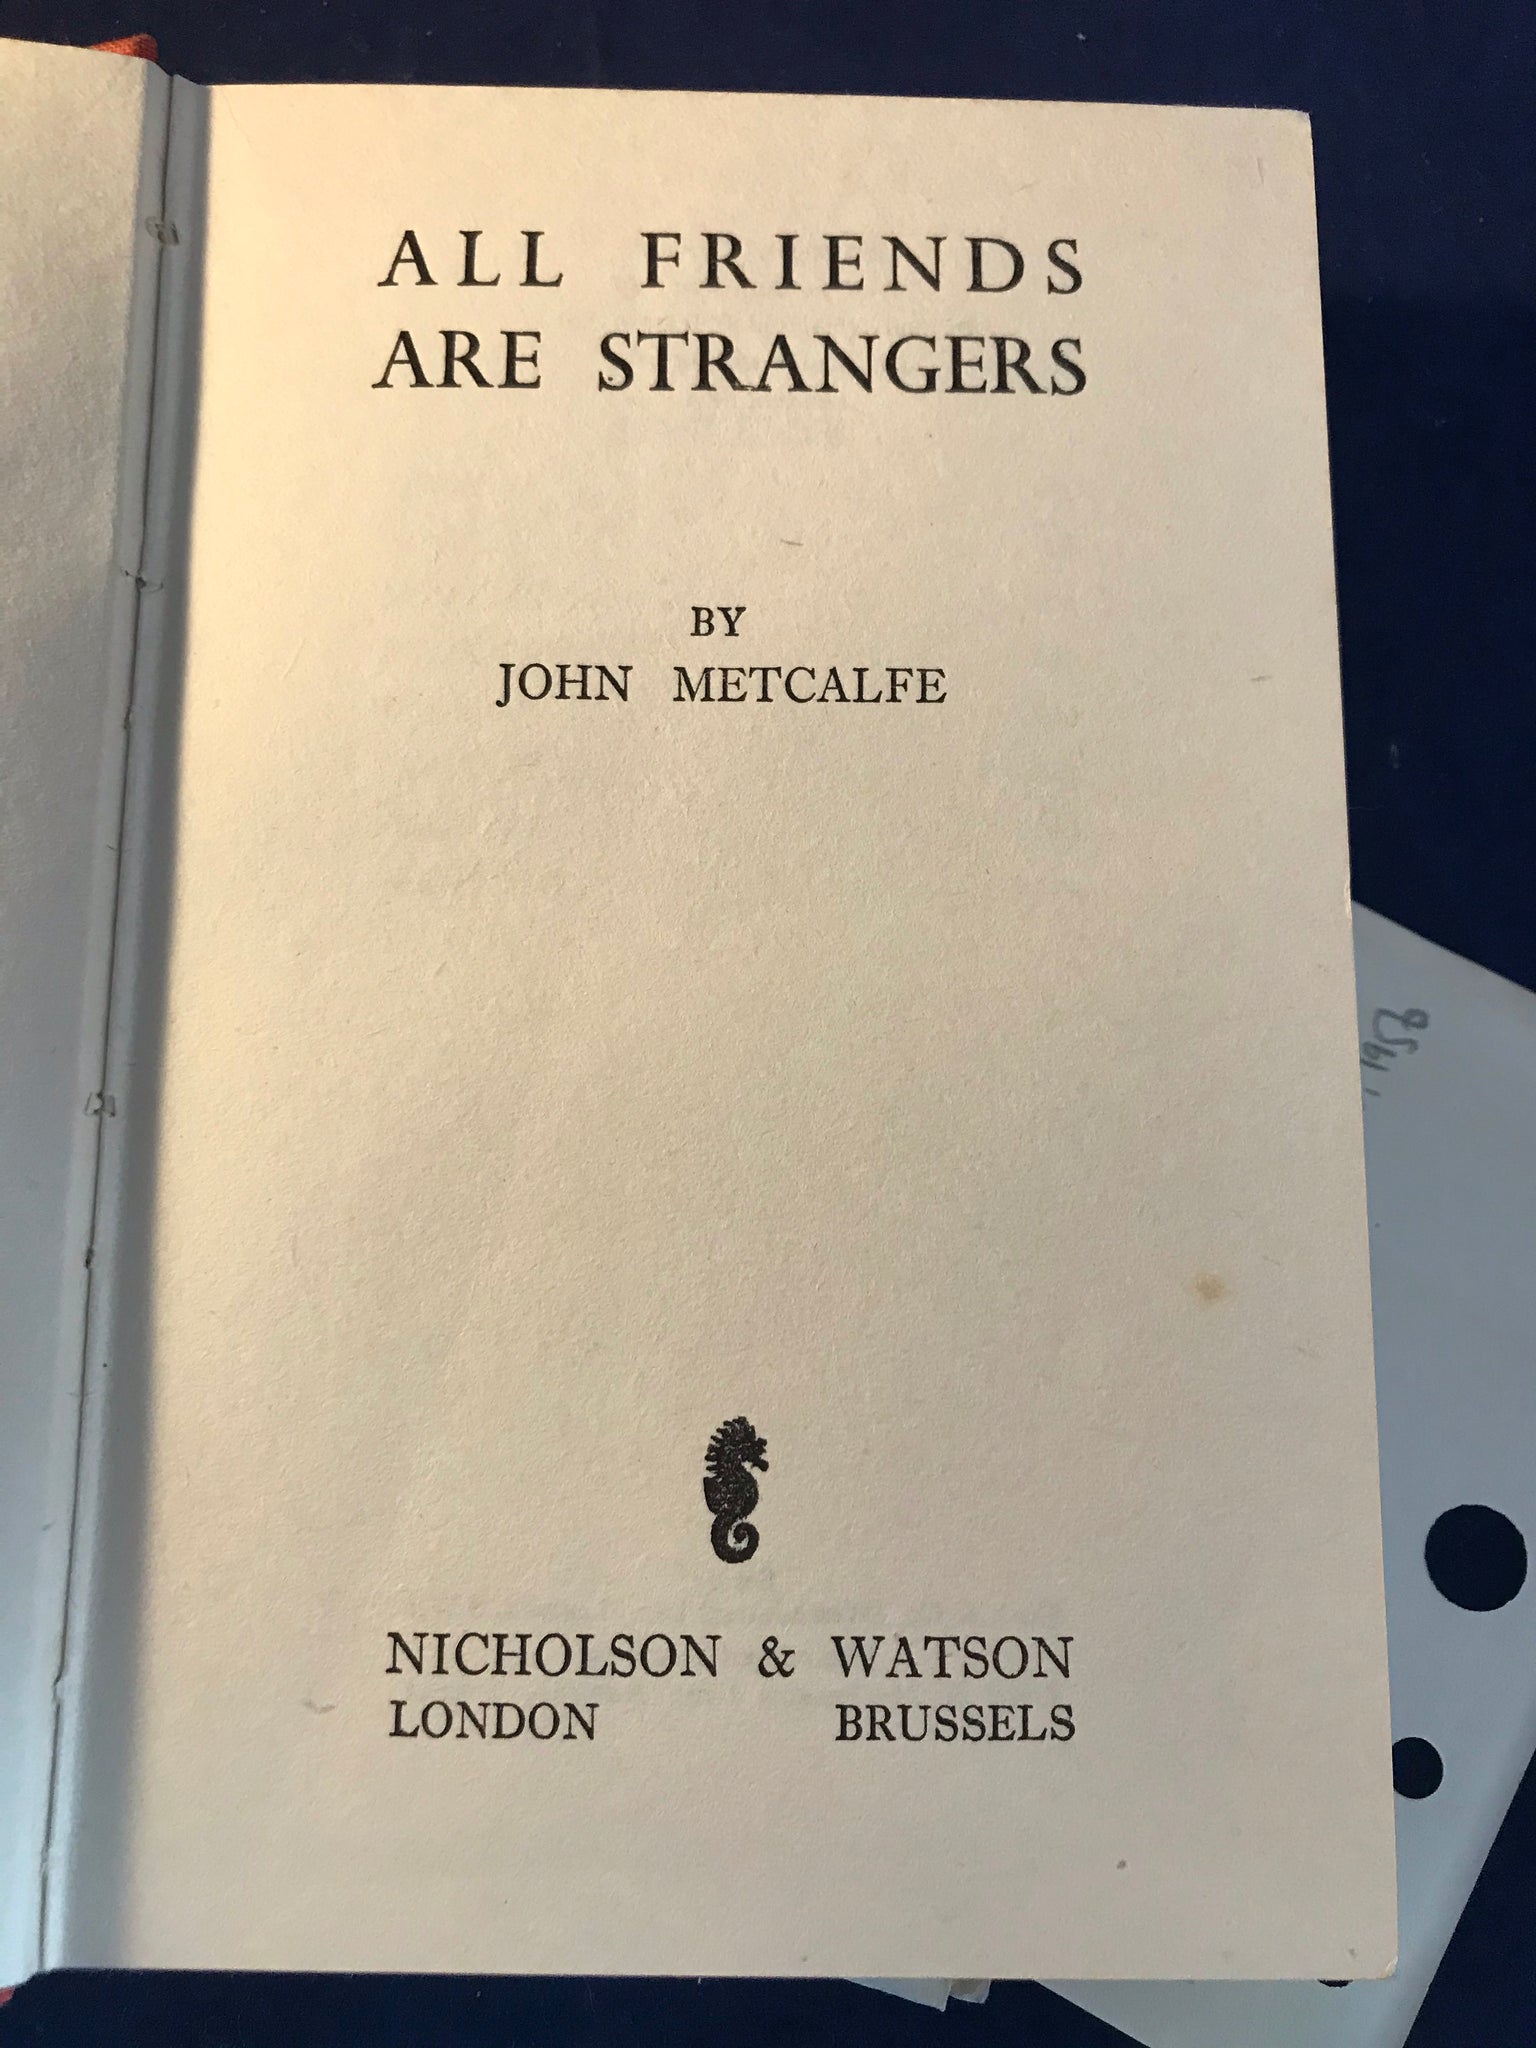 ALL FRIENDS
ARE STRANGERS
BY
JOHN METCALFE
NICHOLSON & WATSON
LONDON BRUSSELS